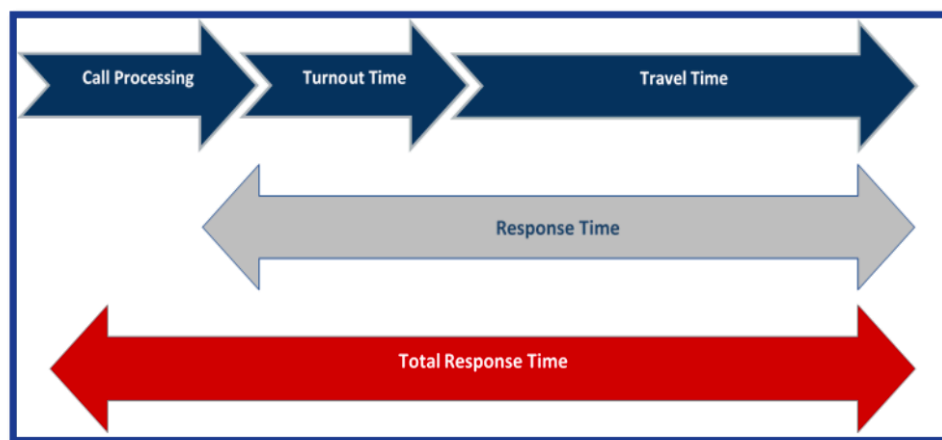 Call Processing
Turnout Time
Travel Time
Response Time
Total Response Time